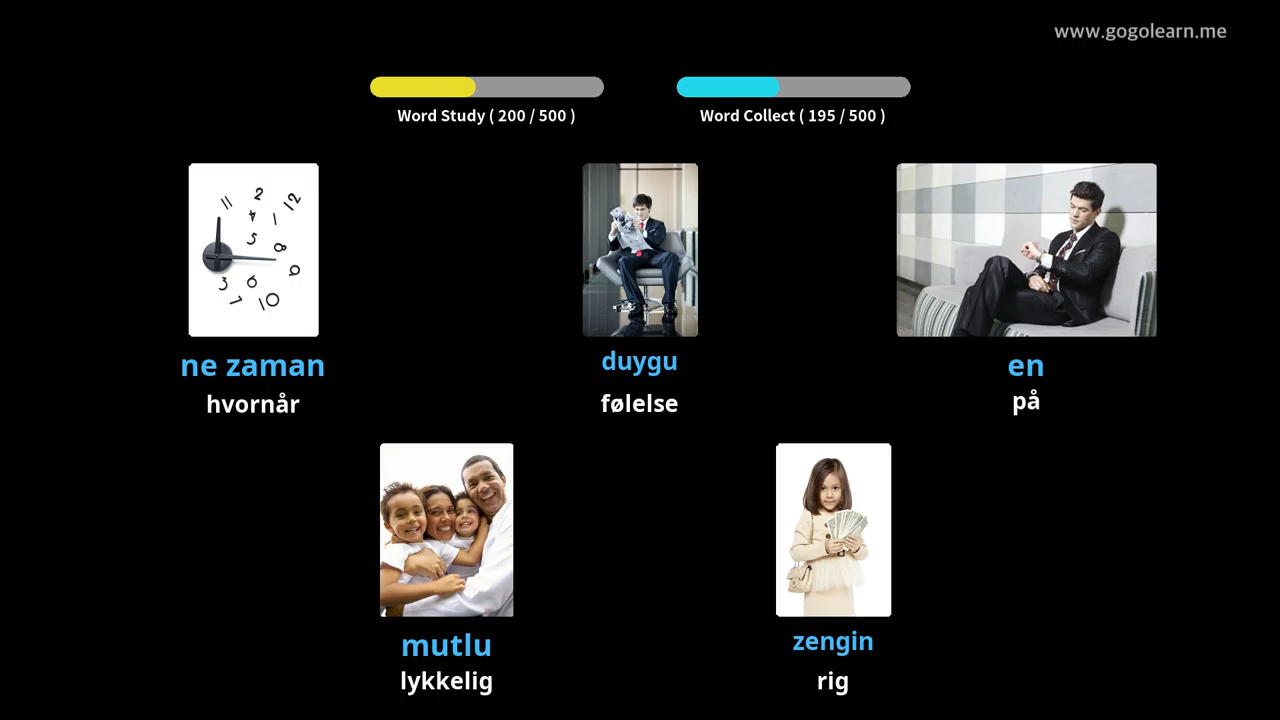 www.gogolearn.me
Word Study ( 200 / 500 )
Word Collect ( 195 / 500 )
ne zaman
hvornår
duygu
følelse
en
på
mutlu
lykkelig
zengin
rig